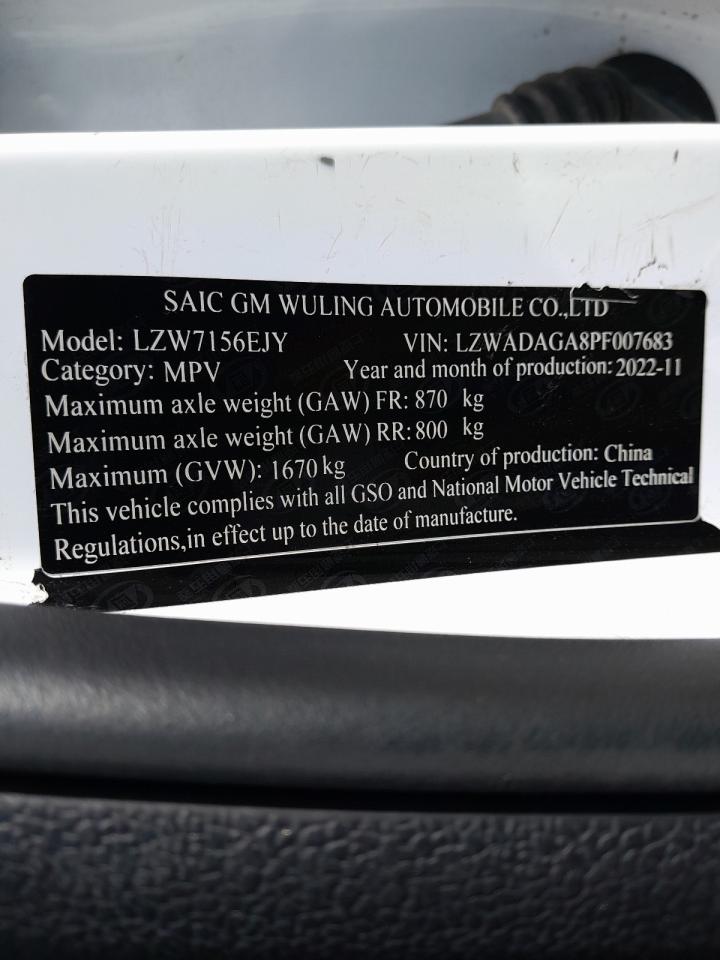 SAIC GM WULING AUTOMOBILE CO.,LTD
Model: LZW7156EJY VIN: LZWADAGA8PF007683
Category: MPV Year and month of production: 2022-11
Maximum axle weight (GAW) FR: 870 kg
Maximum axle weight (GAW) RR: 800 kg
Maximum (GVW): 1670 kg Country of production: China
This vehicle complies with all GSO and National Motor Vehicle Technical
Regulations,in effect up to the date of manufacture.